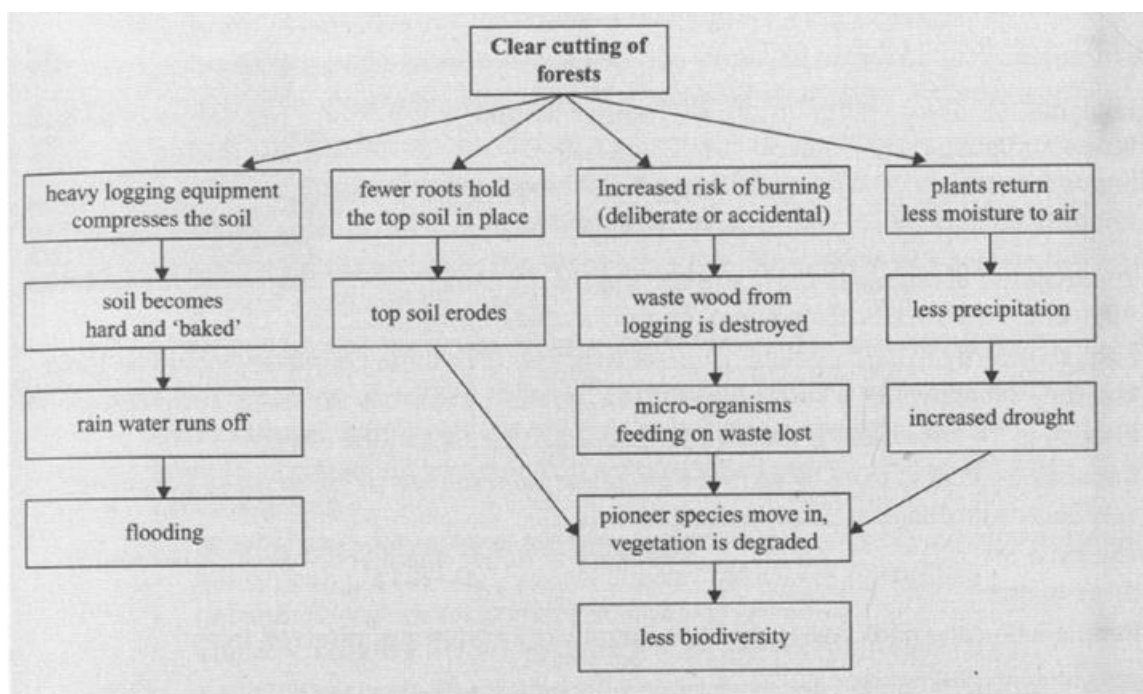 Clear cutting of
forests
heavy logging equipment
compresses the soil
fewer roots hold
the top soil in place
Increased risk of burning
(deliberate or accidental)
plants return
less moisture to air
soil becomes
hard and ‘baked’
top soil erodes
waste wood from
logging is destroyed
less precipitation
rain water runs off
micro-organisms
feeding on waste lost
increased drought
flooding
pioneer species move in,
vegetation is degraded
less biodiversity